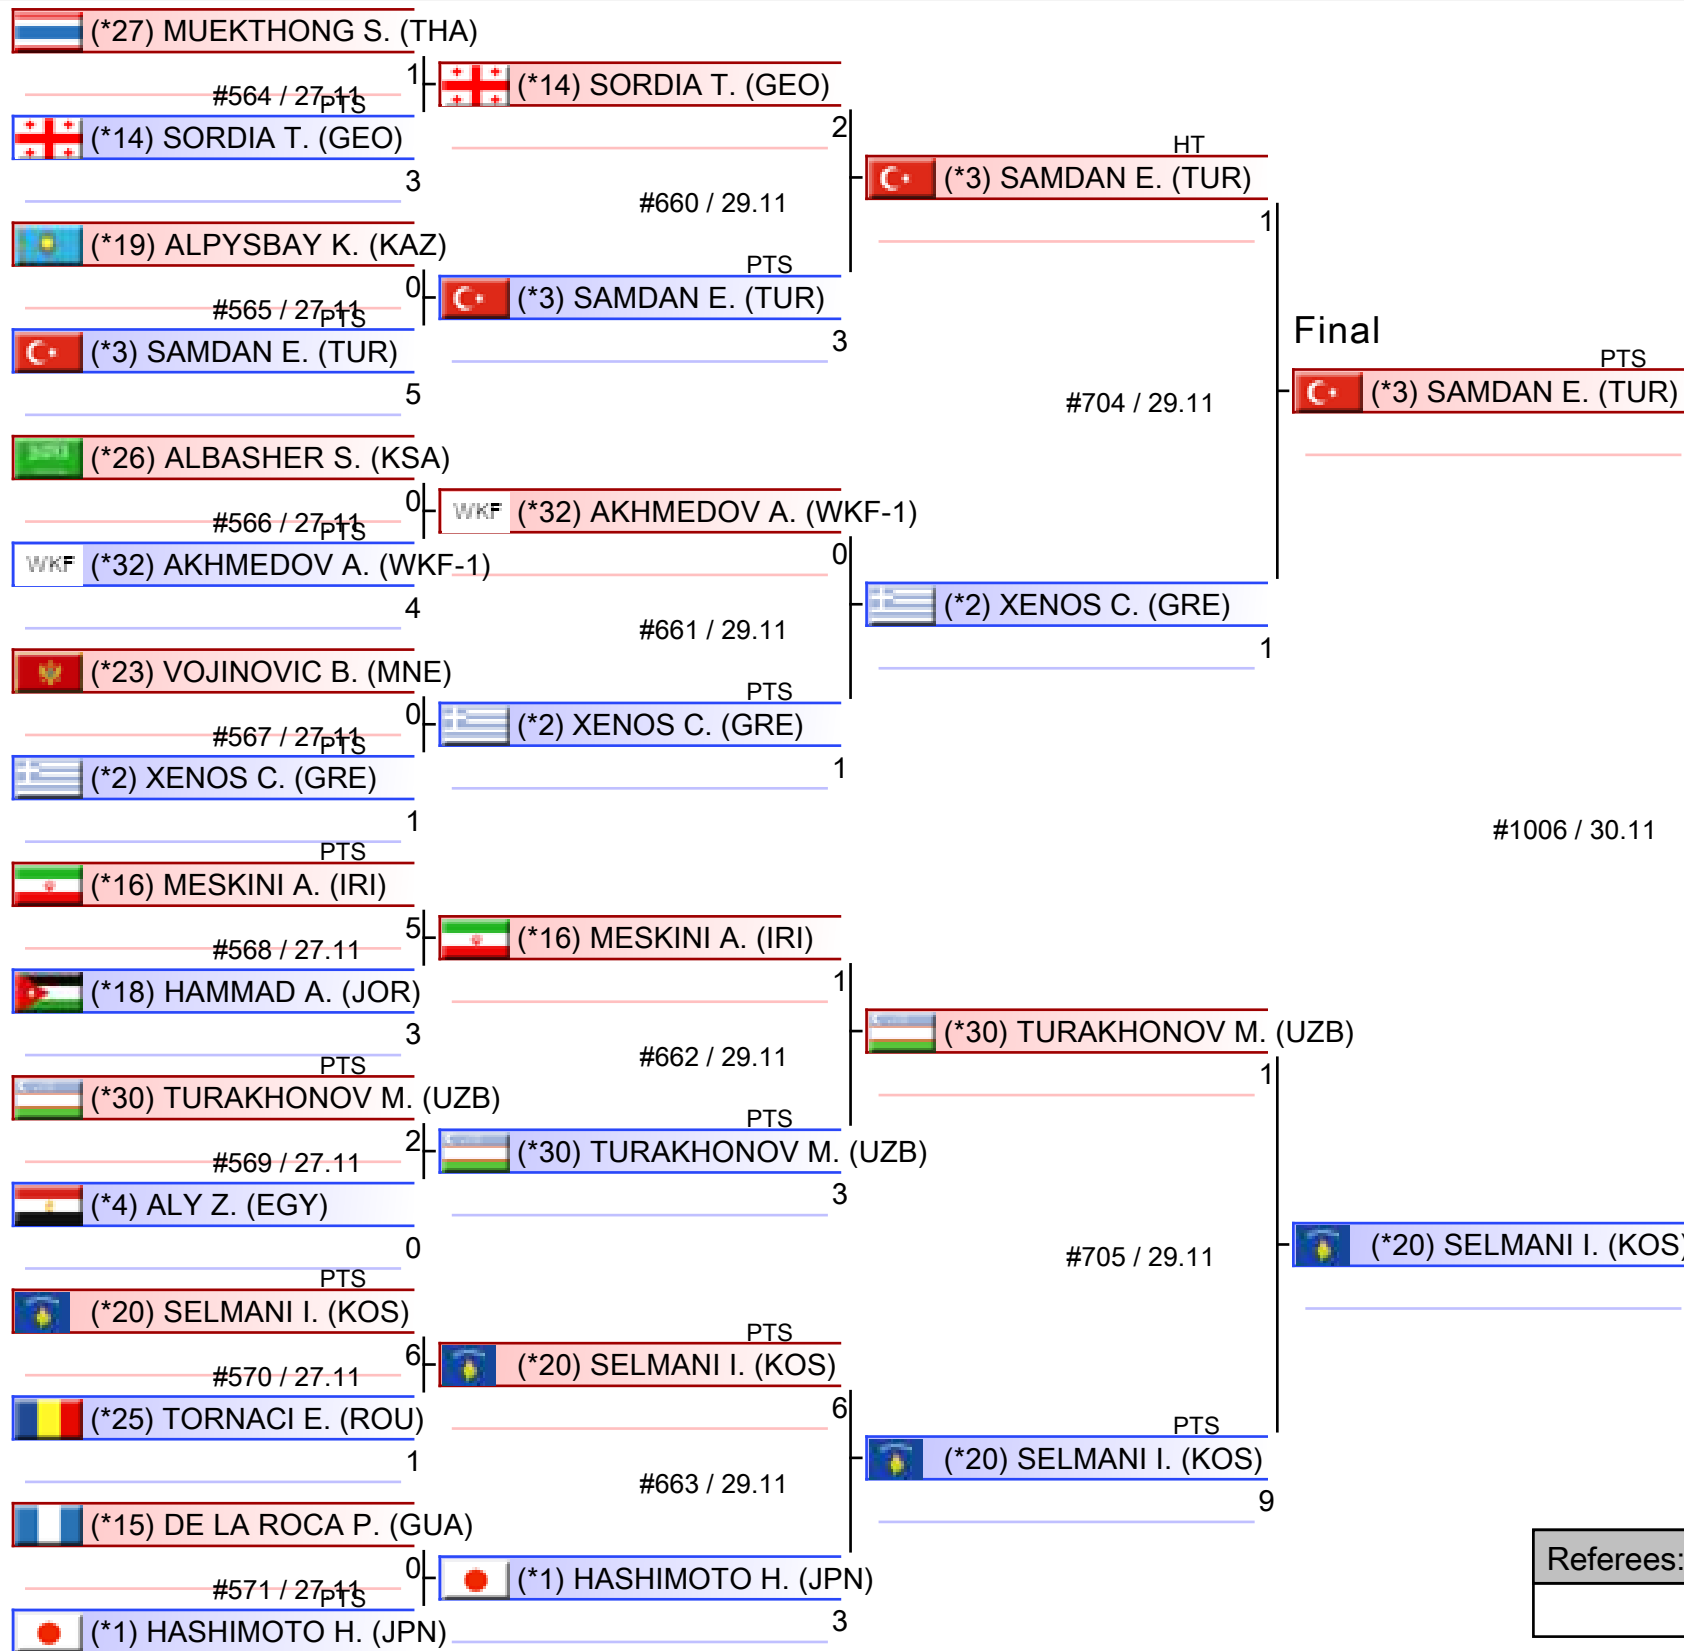 (*27) MUEKTHONG S. (THA)
1
#564 / 27.11
PTS
(*14) SORDIA T. (GEO)
3
(*19) ALPYSBAY K. (KAZ)
0
#565 / 27.11
PTS
(*3) SAMDAN E. (TUR)
5
(*26) ALBASHER S. (KSA)
0
#566 / 27.11
PTS
WKF (*32) AKHMEDOV A. (WKF-1)
4
(*23) VOJINOVIC B. (MNE)
0
#567 / 27.11
PTS
(*2) XENOS C. (GRE)
1
PTS
(*16) MESKINI A. (IRI)
5
#568 / 27.11
(*18) HAMMAD A. (JOR)
3
PTS
(*30) TURAKHONOV M. (UZB)
2
#569 / 27.11
(*4) ALY Z. (EGY)
0
PTS
(*20) SELMANI I. (KOS)
6
#570 / 27.11
(*25) TORNACI E. (ROU)
1
(*15) DE LA ROCA P. (GUA)
0
#571 / 27.11
PTS
(*1) HASHIMOTO H. (JPN)
(*14) SORDIA T. (GEO)
2
#660 / 29.11
PTS
(*3) SAMDAN E. (TUR)
3
WKF (*32) AKHMEDOV A. (WKF-1)
0
#661 / 29.11
PTS
(*2) XENOS C. (GRE)
1
(*16) MESKINI A. (IRI)
1
#662 / 29.11
PTS
(*30) TURAKHONOV M. (UZB)
3
PTS
(*20) SELMANI I. (KOS)
6
#663 / 29.11
(*1) HASHIMOTO H. (JPN)
3
HT
(*3) SAMDAN E. (TUR)
1
#704 / 29.11
(*2) XENOS C. (GRE)
1
(*30) TURAKHONOV M. (UZB)
1
#705 / 29.11
PTS
(*20) SELMANI I. (KOS)
9
Final
PTS
(*3) SAMDAN E. (TUR)
#1006 / 30.11
(*20) SELMANI I. (KOS)
Referees: